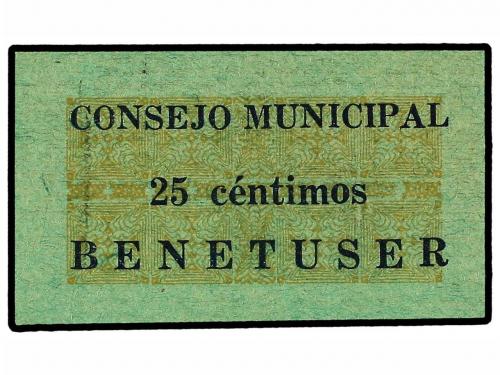 CONSEJO MUNICIPAL
25 céntimos
BENETUSER